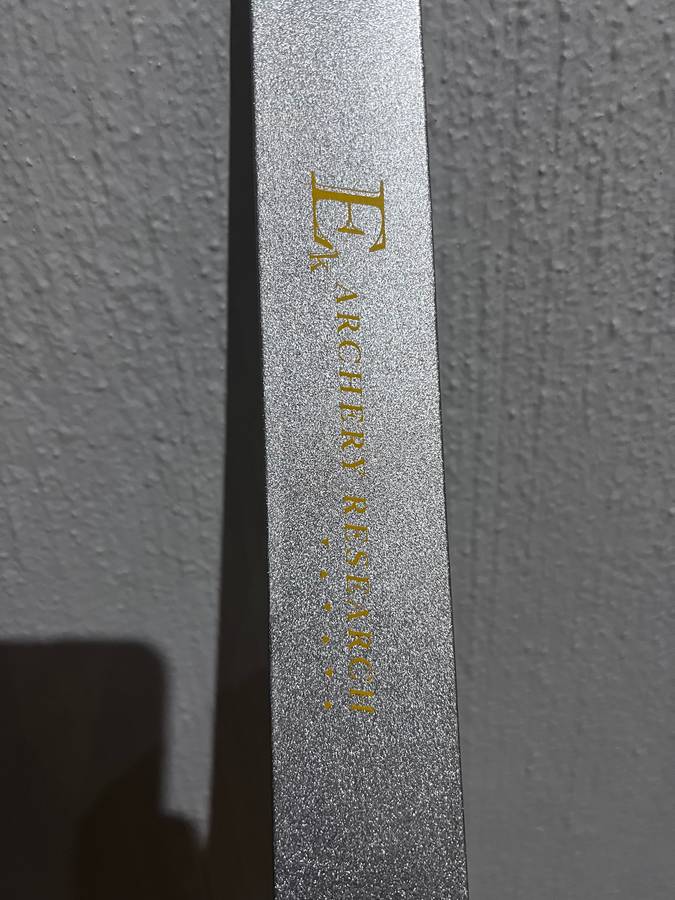 Ek ARCHERY RESEARCH
★ ★ ★ ★ ★ ★